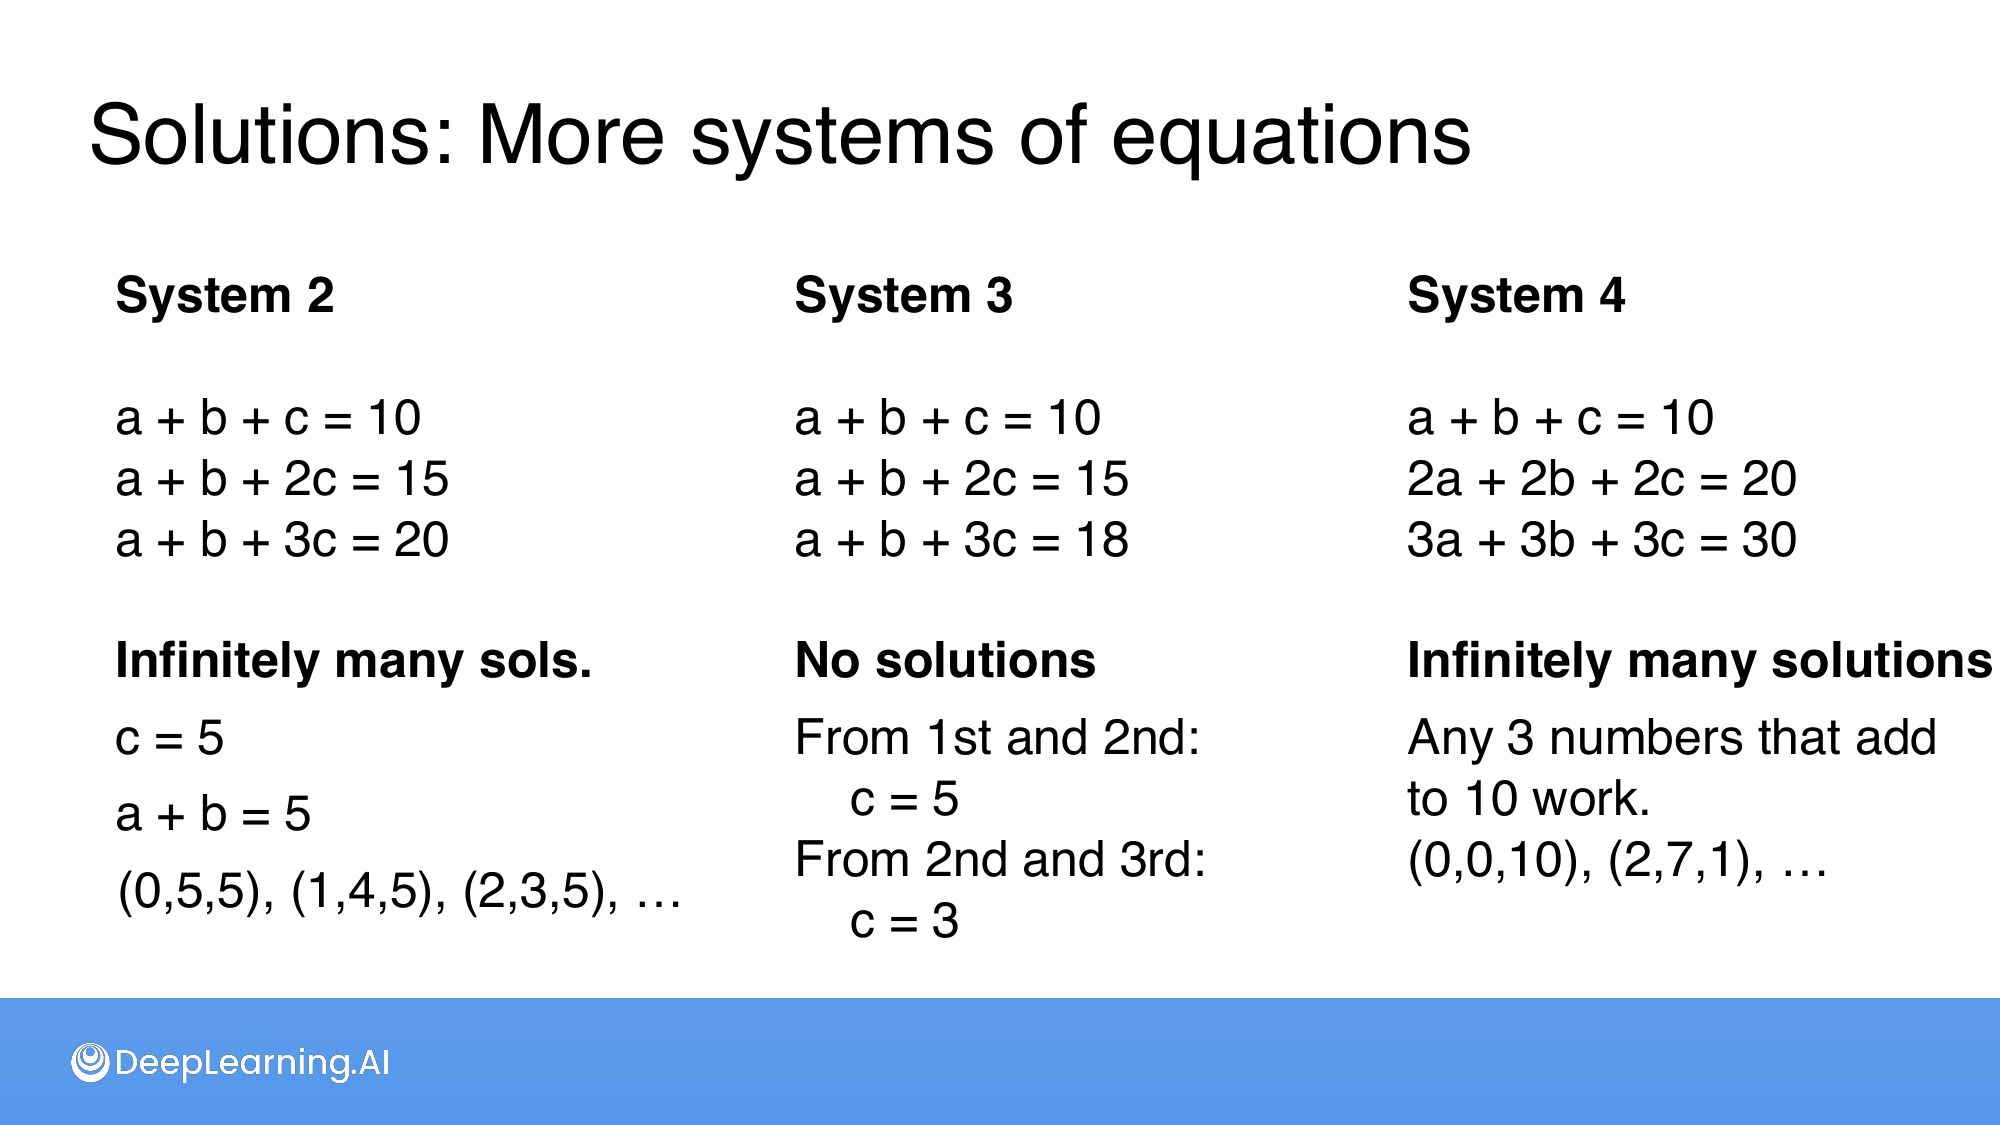 Solutions: More systems of equations
System 2
a + b + c = 10
a + b + 2c = 15
a + b + 3c = 20
Infinitely many sols.
c = 5
a + b = 5
(0,5,5), (1,4,5), (2,3,5), …
System 3
a + b + c = 10
a + b + 2c = 15
a + b + 3c = 18
No solutions
From 1st and 2nd:
c = 5
From 2nd and 3rd:
c = 3
System 4
a + b + c = 10
2a + 2b + 2c = 20
3a + 3b + 3c = 30
Infinitely many solutions
Any 3 numbers that add
to 10 work.
(0,0,10), (2,7,1), …
DeepLearning.AI